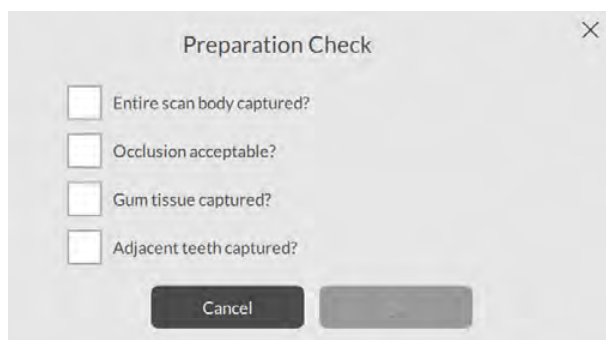 Preparation Check
Entire scan body captured?
Occlusion acceptable?
Gum tissue captured?
Adjacent teeth captured?
Cancel